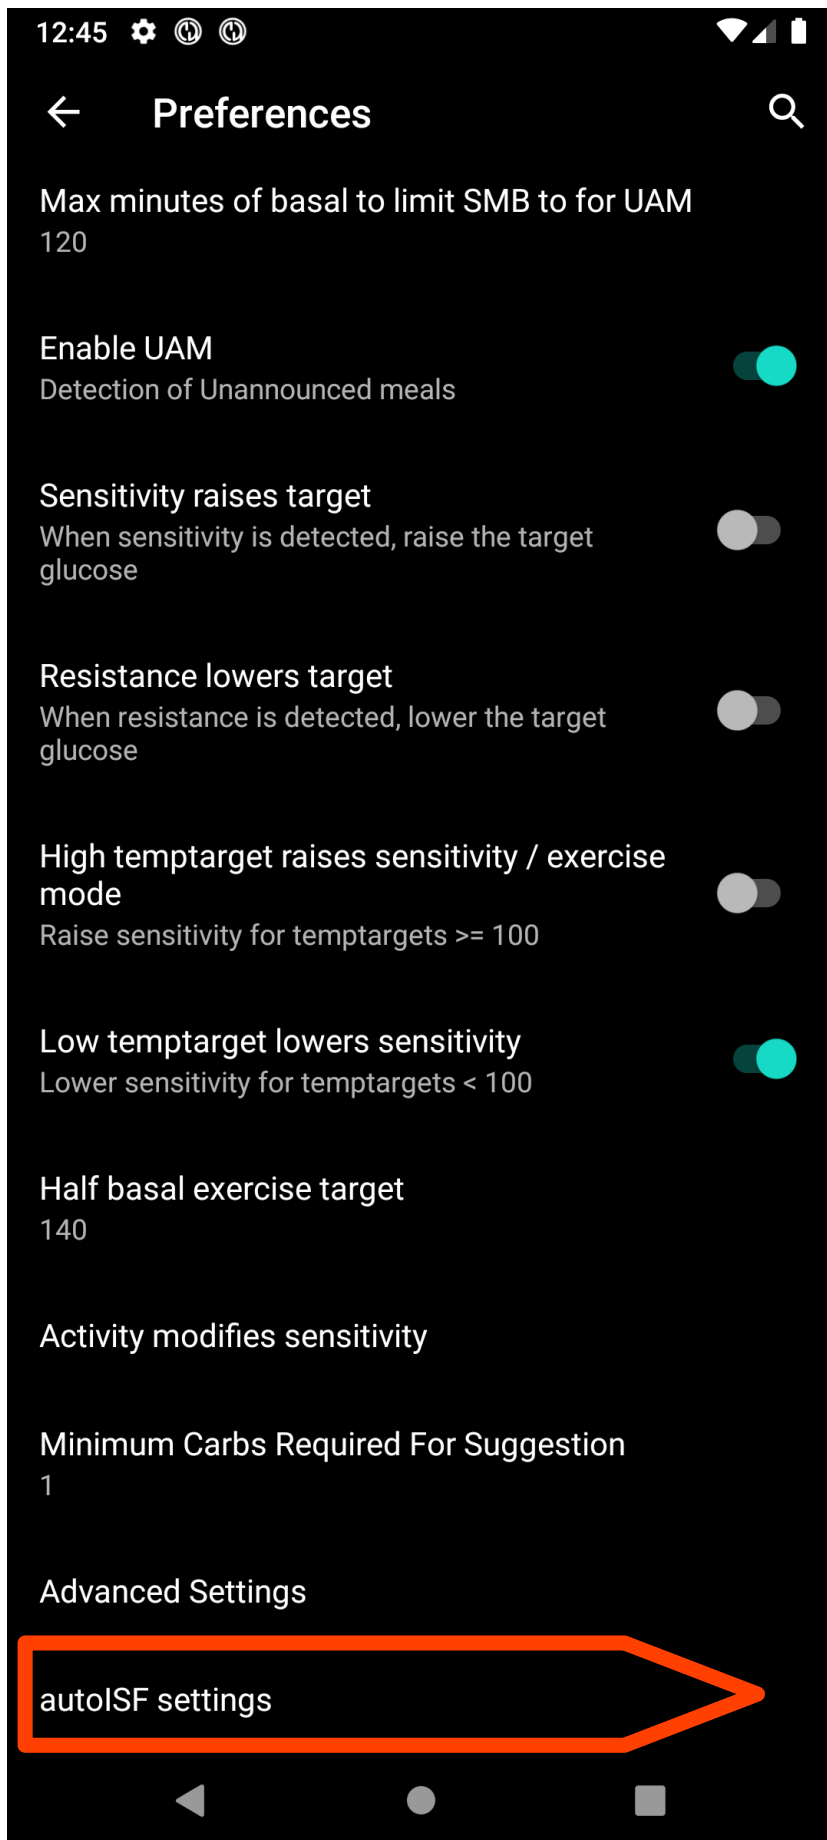 12:45
Preferences
Max minutes of basal to limit SMB to for UAM
120
Enable UAM
Detection of Unannounced meals
Sensitivity raises target
When sensitivity is detected, raise the target
glucose
Resistance lowers target
When resistance is detected, lower the target
glucose
High temptarget raises sensitivity / exercise
mode
Raise sensitivity for temptargets >= 100
Low temptarget lowers sensitivity
Lower sensitivity for temptargets < 100
Half basal exercise target
140
Activity modifies sensitivity
Minimum Carbs Required For Suggestion
1
Advanced Settings
autoISF settings